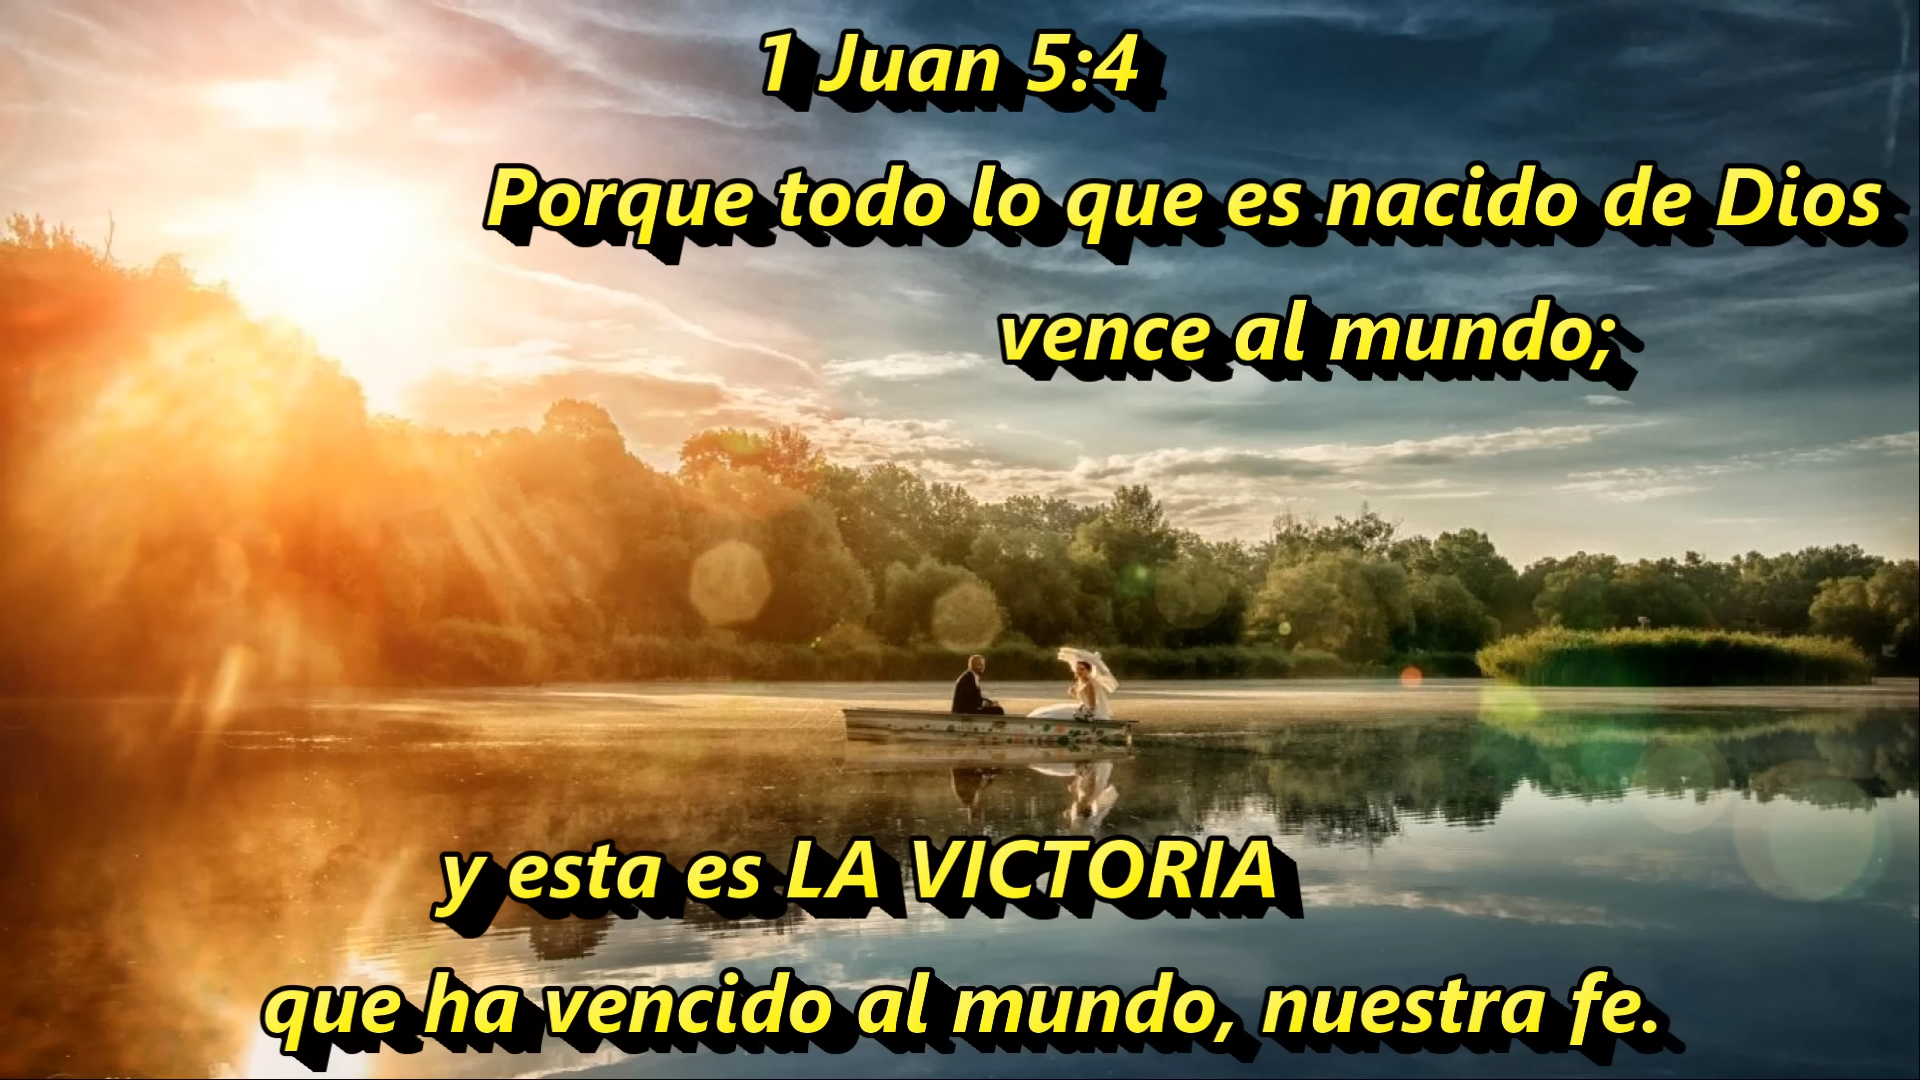 1 Juan 5:4
Porque todo lo que es nacido de Dios
vence al mundo;
y esta es LA VICTORIA
que ha vencido al mundo, nuestra fe.